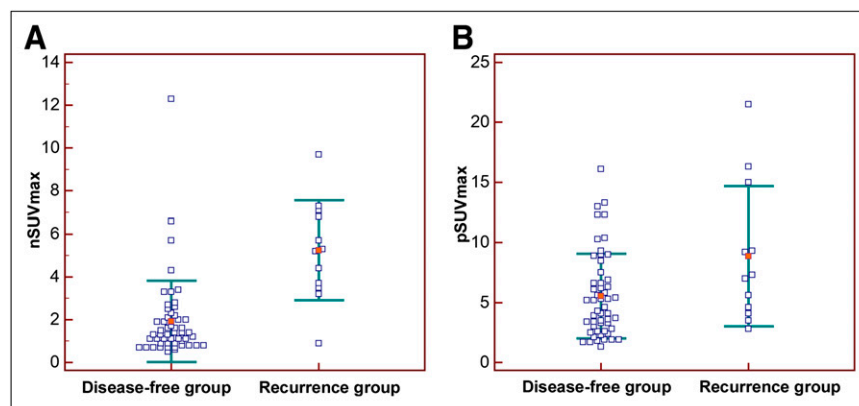 A
B
nSUVmax
14
12
10
8
6
4
2
0
Disease-free group
Recurrence group
pSUVmax
25
20
15
10
5
0
Disease-free group
Recurrence group